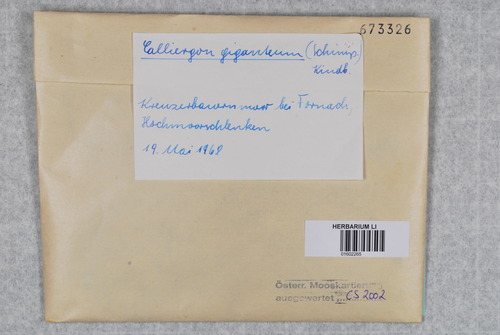 673326
Calliergon giganteum (Schimp.)
Kindb.
Kreuzerbauernmoor bei Fornach,
Hochmoorschlenken
19. Mai 1968
HERBARIUM LI
01602265
Österr. Mooskartierung
ausgewertet ... CS 2002